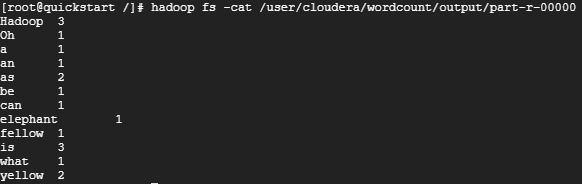 [root@quickstart /]# hadoop fs -cat /user/cloudera/wordcount/output/part-r-00000
Hadoop  3
Oh      1
a       1
an      1
as      2
be      1
can     1
elephant        1
fellow  1
is      3
what    1
yellow  2